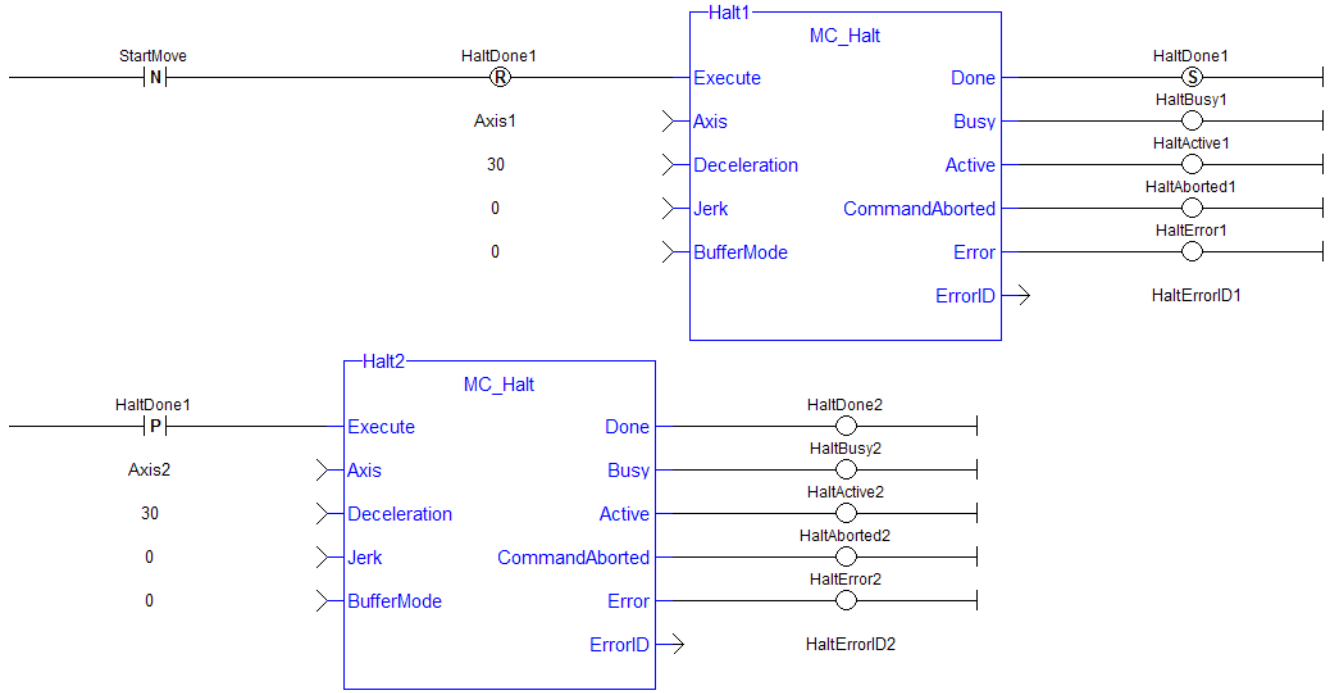 Halt1
MC_Halt
StartMove HaltDone1 HaltDone1
N R Execute Done S
HaltBusy1
Axis1 Axis Busy
HaltActive1
30 Deceleration Active
HaltAborted1
0 Jerk CommandAborted
HaltError1
0 BufferMode Error
ErrorID HaltErrorID1
Halt2
MC_Halt
HaltDone1 HaltDone2
P Execute Done
HaltBusy2
Axis2 Axis Busy
HaltActive2
30 Deceleration Active
HaltAborted2
0 Jerk CommandAborted
HaltError2
0 BufferMode Error
ErrorID HaltErrorID2